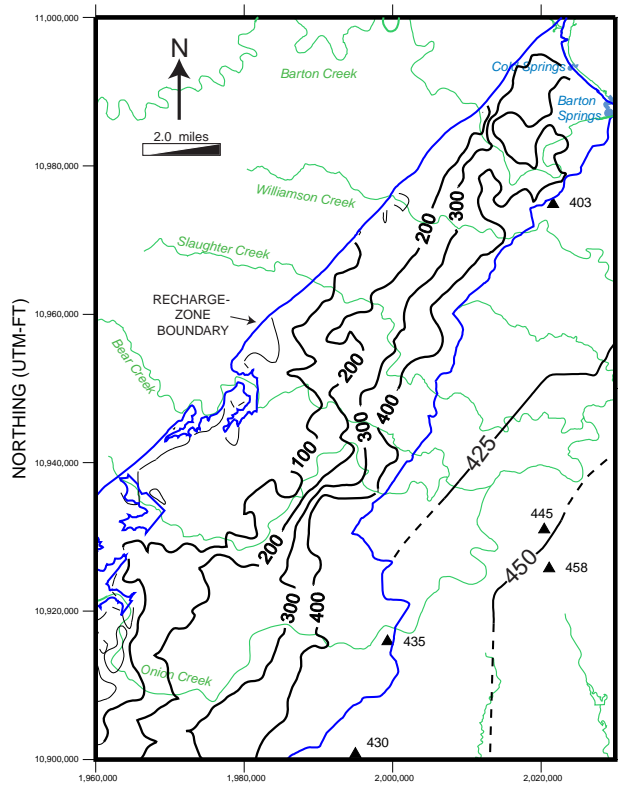 11,000,000
N
Barton Creek
Cold Springs
Barton
Springs
2.0 miles
10,980,000
Williamson Creek
403
200
300
Slaughter Creek
RECHARGE-
ZONE
BOUNDARY
10,960,000
NORTHING (UTM-FT)
Bear Creek
200
400
300
425
100
10,940,000
445
200
450
458
300
400
10,920,000
435
Onion Creek
430
10,900,000
1,960,000
1,980,000
2,000,000
2,020,000